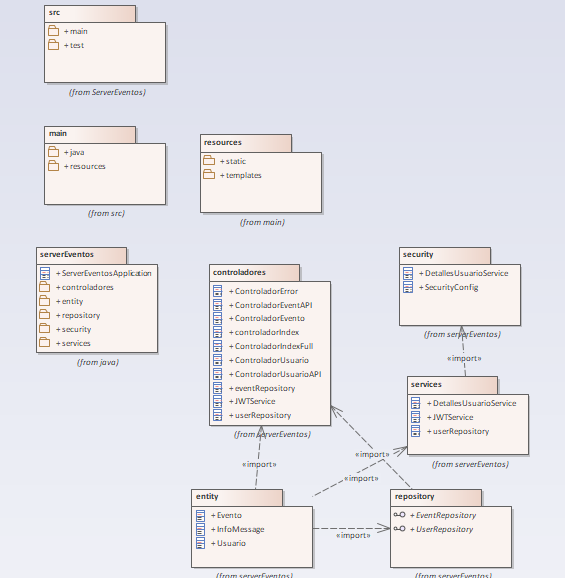 src
+ main
+ test
(from ServerEventos)
main
+ java
+ resources
(from src)
resources
+ static
+ templates
(from main)
serverEventos
+ ServerEventosApplication
+ controladores
+ entity
+ repository
+ security
+ services
(from java)
controladores
+ ControladorError
+ ControladorEventAPI
+ ControladorEvento
+ controladorIndex
+ ControladorIndexFull
+ ControladorUsuario
+ ControladorUsuarioAPI
+ eventRepository
+ JWTService
+ userRepository
(from serverEventos)
security
+ DetallesUsuarioService
+ SecurityConfig
(from serverEventos)
«import»
services
+ DetallesUsuarioService
+ JWTService
+ userRepository
(from serverEventos)
«import»
«import»
«import»
entity
+ Evento
+ InfoMessage
+ Usuario
(from serverEventos)
«import»
repository
+ EventRepository
+ UserRepository
(from serverEventos)